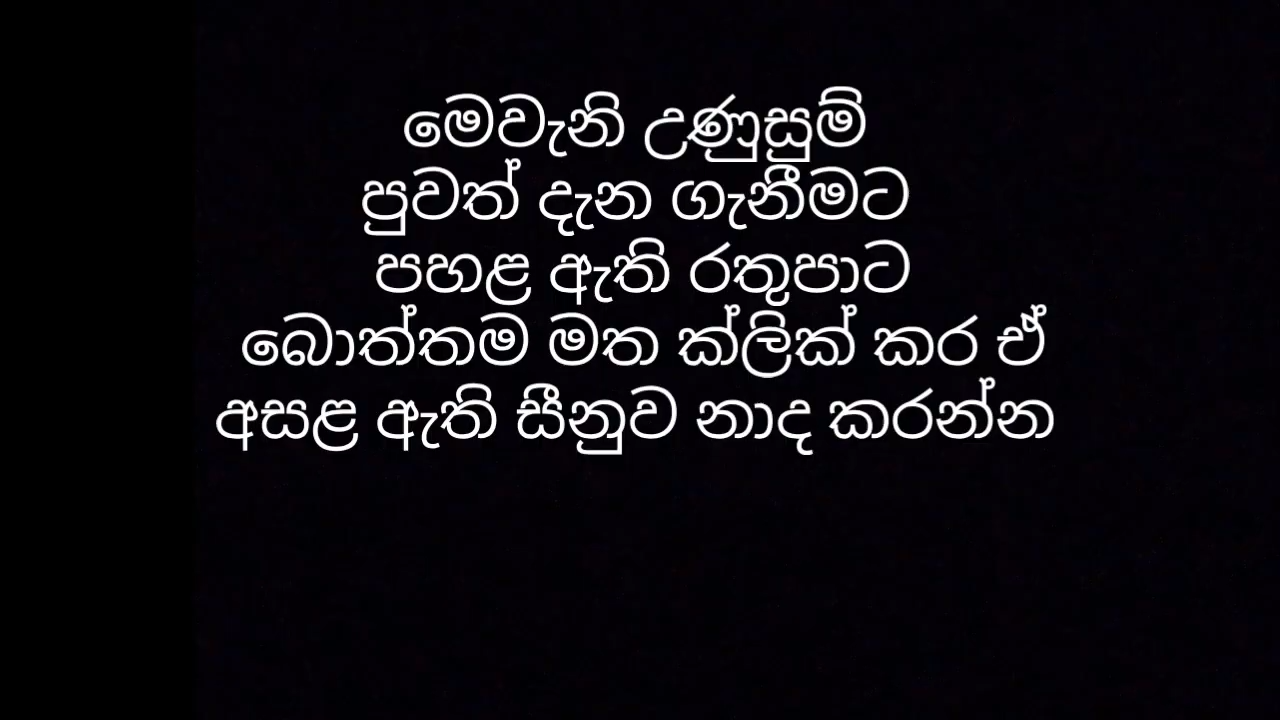 මෙවැනි උණුසුම්
පුවත් දැන ගැනීමට
පහළ ඇති රතුපාට
බොත්තම මත ක්ලික් කර ඒ
අසළ ඇති සීනුව නාද කරන්න